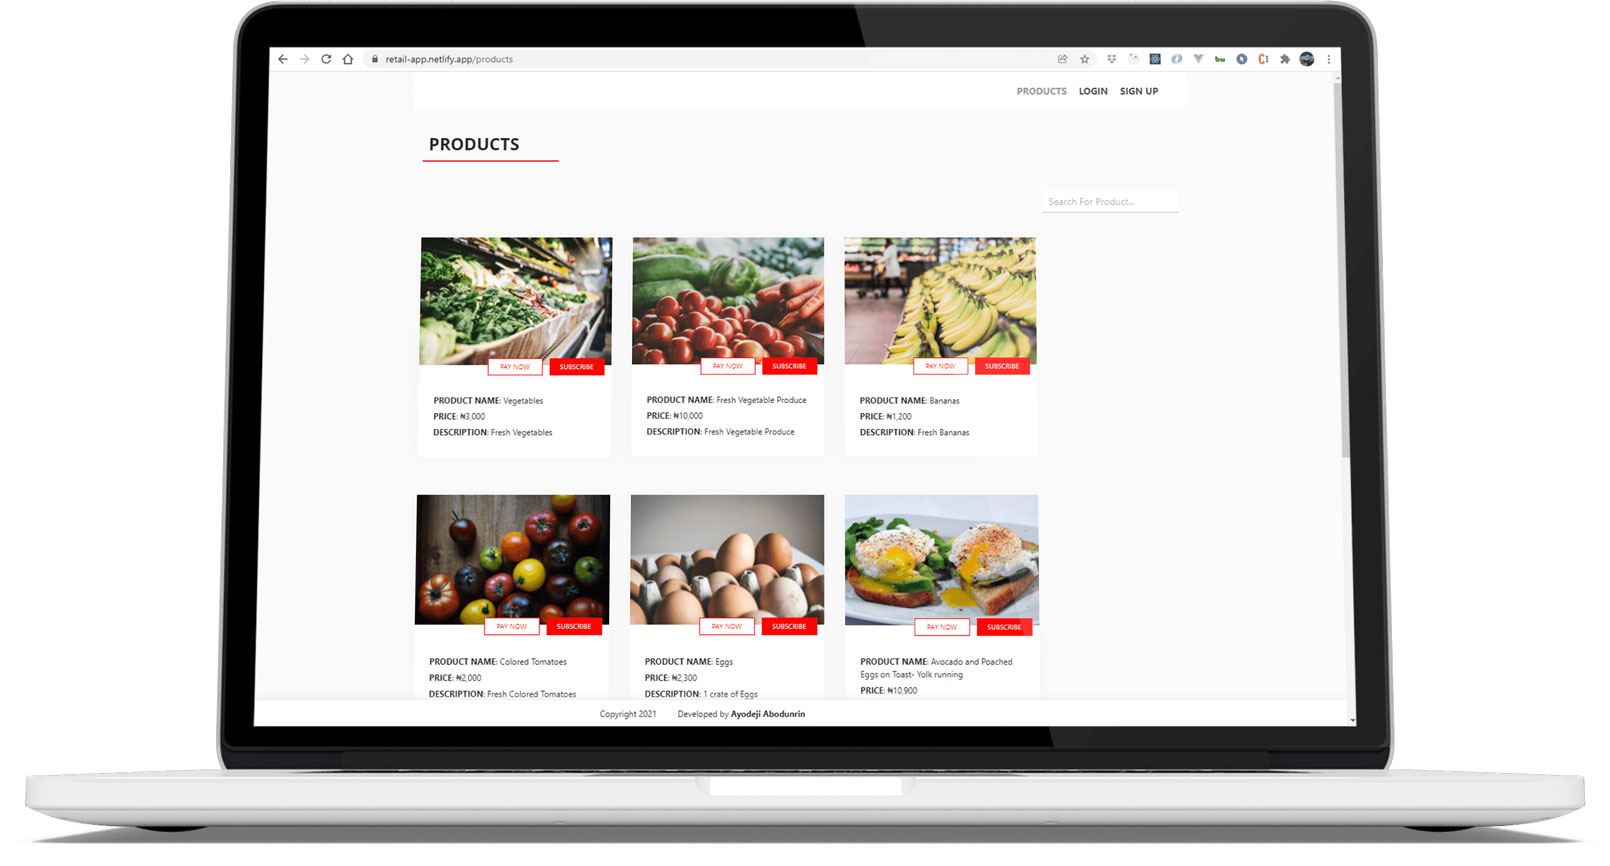 retail-app.netlify.app/products
PRODUCTS LOGIN SIGN UP
PRODUCTS
Search For Product...
PAY NOW SUBSCRIBE
PRODUCT NAME: Vegetables
PRICE: ₦3,000
DESCRIPTION: Fresh Vegetables
PAY NOW SUBSCRIBE
PRODUCT NAME: Fresh Vegetable Produce
PRICE: ₦10,000
DESCRIPTION: Fresh Vegetable Produce
PAY NOW SUBSCRIBE
PRODUCT NAME: Bananas
PRICE: ₦1,200
DESCRIPTION: Fresh Bananas
PAY NOW SUBSCRIBE
PRODUCT NAME: Colored Tomatoes
PRICE: ₦2,000
DESCRIPTION: Fresh Colored Tomatoes
PAY NOW SUBSCRIBE
PRODUCT NAME: Eggs
PRICE: ₦2,300
DESCRIPTION: 1 crate of Eggs
PAY NOW SUBSCRIBE
PRODUCT NAME: Avocado and Poached
Eggs on Toast- Yolk running
PRICE: ₦10,900
Copyright 2021 Developed by Ayodeji Abodunrin